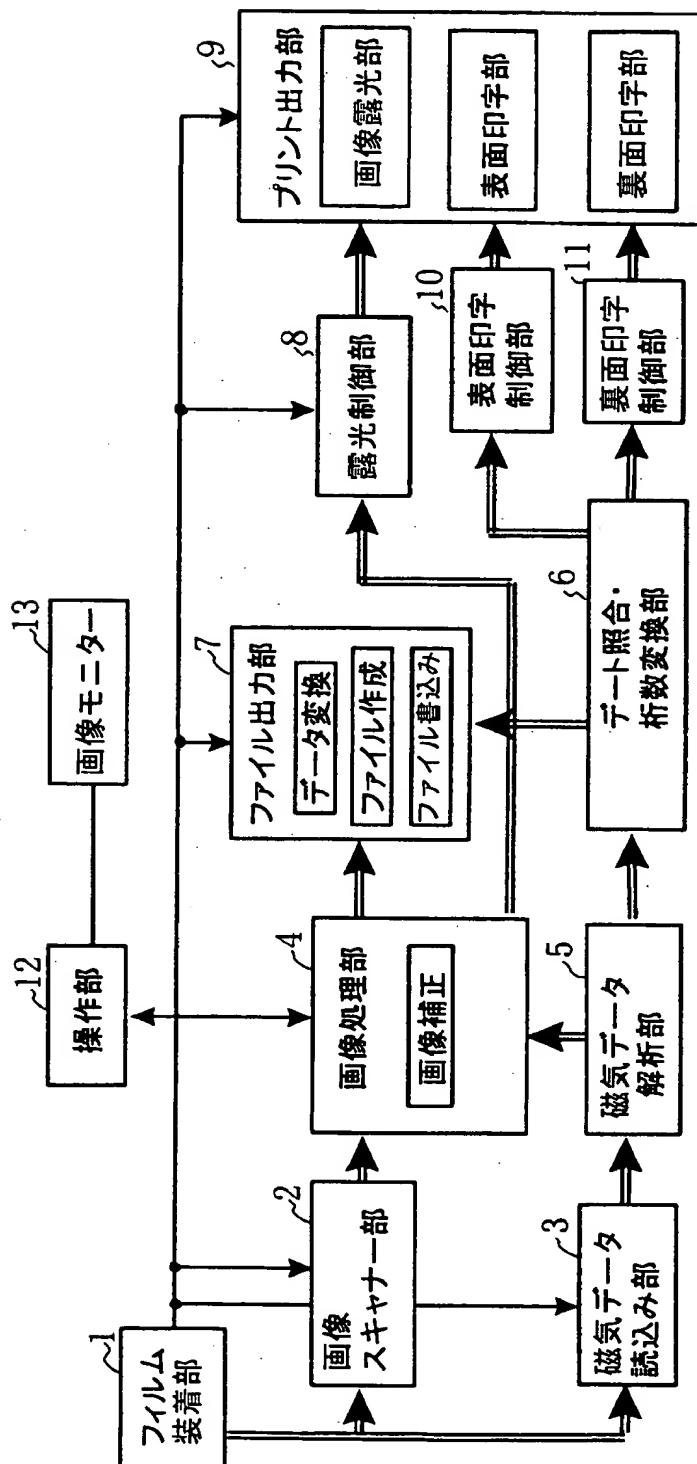 1
フィルム
装着部
2
画像
スキャナー部
3
磁気データ
読込み部
12
操作部
13
画像モニター
4
画像処理部
画像補正
5
磁気データ
解析部
7
ファイル出力部
データ変換
ファイル作成
ファイル書込み
6
デート照合・
桁数変換部
8
露光制御部
10
表面印字
制御部
11
裏面印字
制御部
9
プリント出力部
画像露光部
表面印字部
裏面印字部